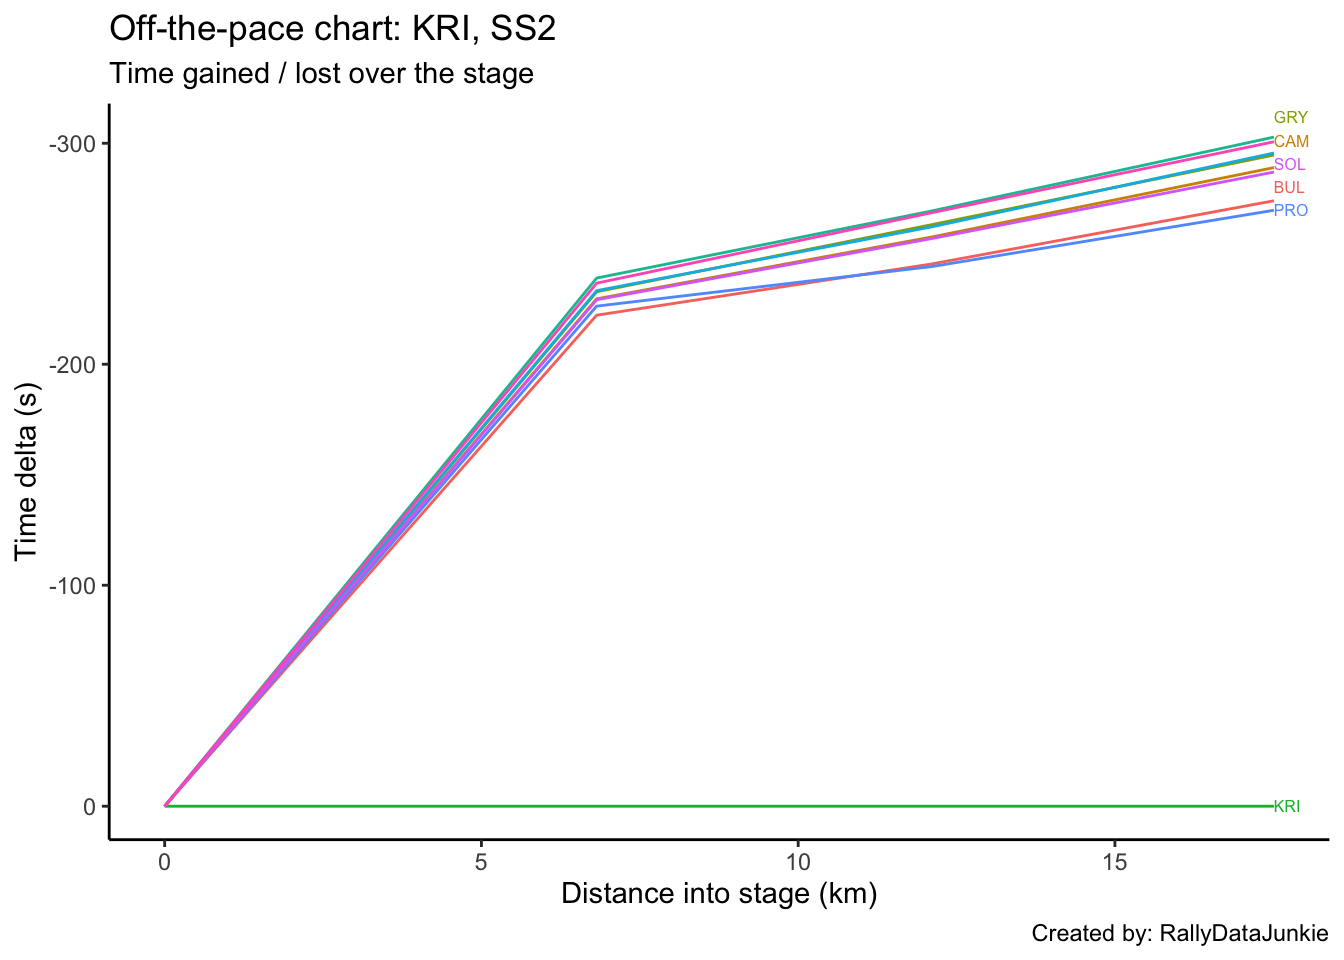 Off-the-pace chart: KRI, SS2
Time gained / lost over the stage
Time delta (s)
-300
-200
-100
0
GRY
CAM
SOL
BUL
PRO
KRI
0 5 10 15
Distance into stage (km)
Created by: RallyDataJunkie